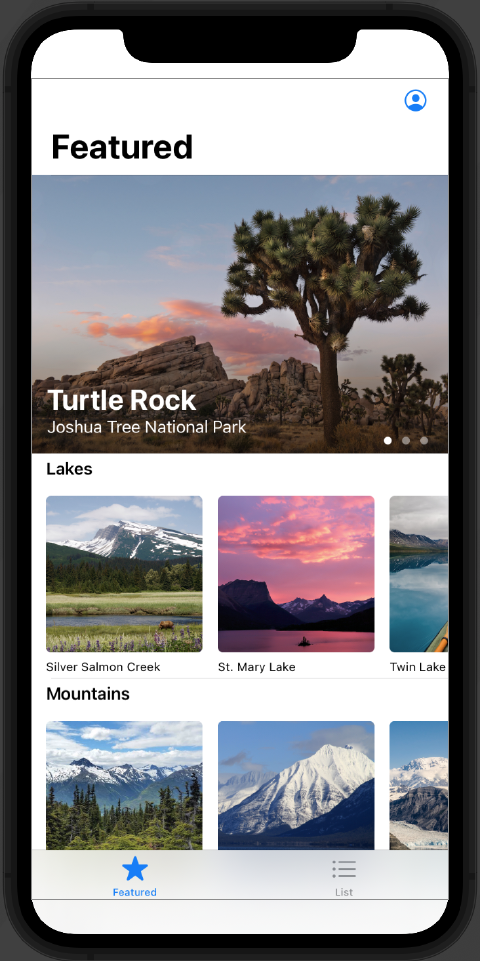 Featured
Turtle Rock
Joshua Tree National Park
Lakes
Silver Salmon Creek
St. Mary Lake
Twin Lake
Mountains
Featured
List